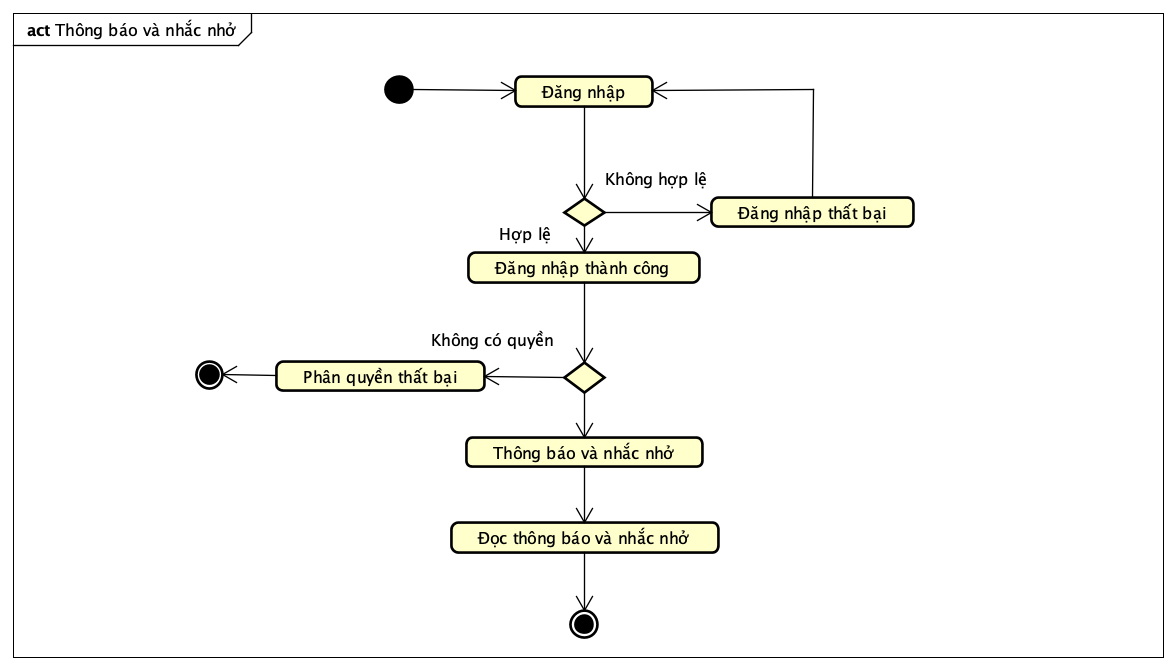 act Thông báo và nhắc nhở
Đăng nhập
Không hợp lệ
Đăng nhập thất bại
Hợp lệ
Đăng nhập thành công
Không có quyền
Phân quyền thất bại
Thông báo và nhắc nhở
Đọc thông báo và nhắc nhở